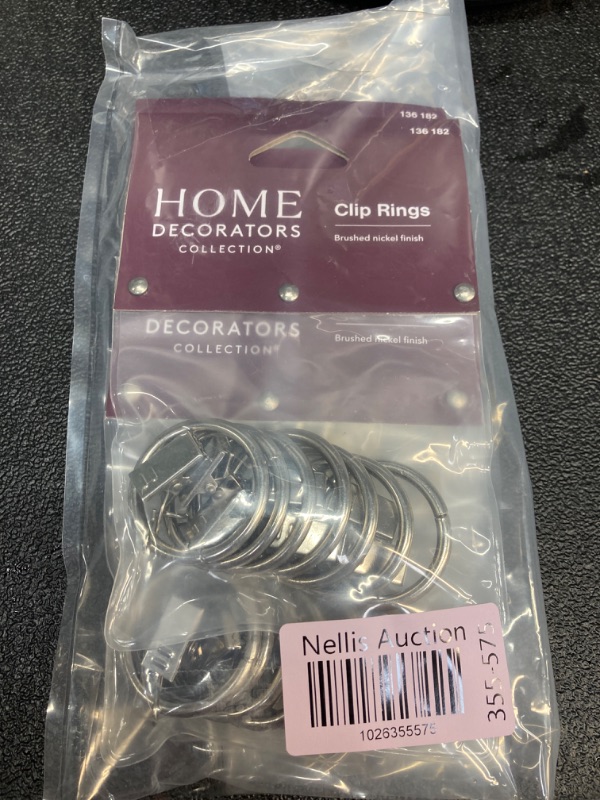 136 182
136 182
HOME
DECORATORS
COLLECTION®
Clip Rings
Brushed nickel finish
DECORATORS
COLLECTION®
Brushed nickel finish
Nellis Auction
1026355575
355-575